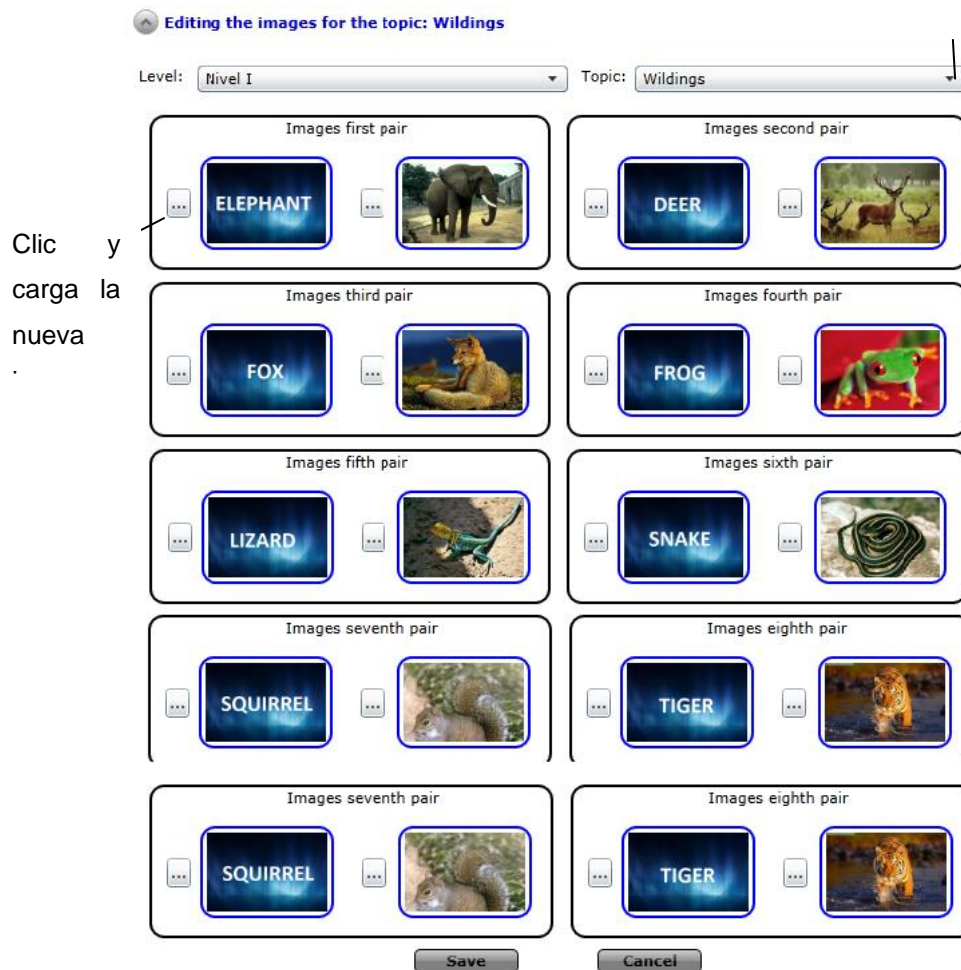 Editing the images for the topic: Wildings
Level: Nivel I Topic: Wildings
Images first pair Images second pair
... ELEPHANT ... ... DEER ...
Clic y
carga la
nueva
.
Images third pair Images fourth pair
... FOX ... ... FROG ...
Images fifth pair Images sixth pair
... LIZARD ... ... SNAKE ...
Images seventh pair Images eighth pair
... SQUIRREL ... ... TIGER ...
Images seventh pair Images eighth pair
... SQUIRREL ... ... TIGER ...
Save Cancel